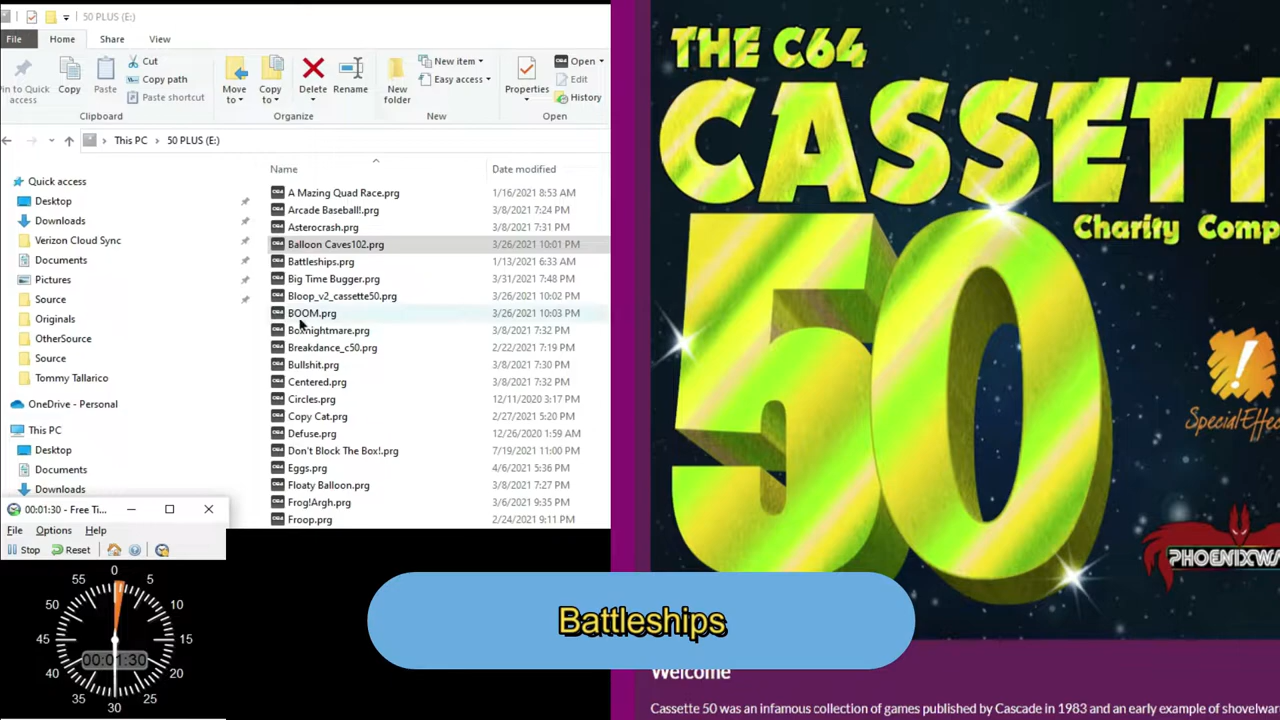 50 PLUS (E:)
File Home Share View
Pin to Quick access
Copy
Paste
Cut
Copy path
Paste shortcut
Clipboard
Move to
Copy to
Delete
Rename
Organize
New folder
New item
Easy access
New
Properties
Open
Edit
History
Open
This PC > 50 PLUS (E:)
Quick access
Desktop
Downloads
Verizon Cloud Sync
Documents
Pictures
Source
Originals
OtherSource
Source
Tommy Tallarico
OneDrive - Personal
This PC
Desktop
Documents
Downloads
Name Date modified
A Mazing Quad Race.prg 1/16/2021 8:53 AM
Arcade Baseball!.prg 3/8/2021 7:24 PM
Asterocrash.prg 3/8/2021 7:31 PM
Balloon Caves102.prg 3/26/2021 10:01 PM
Battleships.prg 1/13/2021 6:33 AM
Big Time Bugger.prg 3/31/2021 7:48 PM
Bloop_v2_cassette50.prg 3/26/2021 10:02 PM
BOOM.prg 3/26/2021 10:03 PM
Boxnightmare.prg 3/8/2021 7:32 PM
Breakdance_c50.prg 2/22/2021 7:19 PM
Bullshit.prg 3/8/2021 7:30 PM
Centered.prg 3/8/2021 7:32 PM
Circles.prg 12/11/2020 3:17 PM
Copy Cat.prg 2/27/2021 5:20 PM
Defuse.prg 12/26/2020 1:59 AM
Don't Block The Box!.prg 7/19/2021 11:00 PM
Eggs.prg 4/6/2021 5:36 PM
Floaty Balloon.prg 3/8/2021 7:27 PM
Frog!Argh.prg 3/6/2021 9:35 PM
Froop.prg 2/24/2021 9:11 PM
00:01:30 - Free Ti...
File Options Help
Stop Reset
0
5
10
15
20
25
30
35
40
45
50
55
00:01:30
THE C64
CASSETT
50
Charity Comp
SpecialEffe
PHOENIXWA
Battleships
Welcome
Cassette 50 was an infamous collection of games published by Cascade in 1983 and an early example of shovelwar